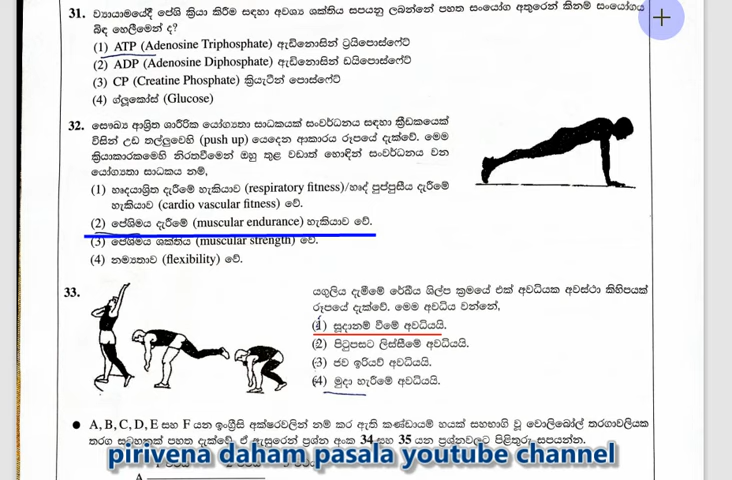 31. ව්‍යායාමයේදී පේශි ක්‍රියා කිරීම සඳහා අවශ්‍ය ශක්තිය සපයනු ලබන්නේ පහත සංයෝග අතුරෙන් කිනම් සංයෝගය
බිඳ හෙලීමෙන් ද?
(1) ATP (Adenosine Triphosphate) ඇඩිනොසින් ට්‍රයිපොස්ෆේට්
(2) ADP (Adenosine Diphosphate) ඇඩිනොසින් ඩයිපොස්ෆේට්
(3) CP (Creatine Phosphate) ක්‍රියැටීන් පොස්ෆේට්
(4) ග්ලූකෝස් (Glucose)
32. සෞඛ්‍ය ආශ්‍රිත ශාරීරික යෝග්‍යතා සාධකයක් සංවර්ධනය සඳහා ක්‍රීඩකයෙක්
විසින් උඩ තල්ලුවෙහි (push up) යෙදෙන ආකාරය රූපයේ දැක්වේ. මෙම
ක්‍රියාකාරකමෙහි නිරතවීමෙන් ඔහු තුළ වඩාත් හොඳින් සංවර්ධනය වන
යෝග්‍යතා සාධකය නම්,
(1) හෘදයාශ්‍රිත දැරීමේ හැකියාව (respiratory fitness)/හෘද් පුප්ඵුසීය දැරීමේ
හැකියාව (cardio vascular fitness) වේ.
(2) පේශිමය දැරීමේ (muscular endurance) හැකියාව වේ.
(3) පේශිමය ශක්තිය (muscular strength) වේ.
(4) නම්‍යතාව (flexibility) වේ.
33. යගුලිය දැමීමේ රේඛීය ශිල්ප ක්‍රමයේ එක් අවධියක අවස්ථා කිහිපයක්
රූපයේ දැක්වේ. මෙම අවධිය වන්නේ,
(1) සූදානම් වීමේ අවධියයි.
(2) පිටුපසට ලිස්සීමේ අවධියයි.
(3) ජව ඉරියව් අවධියයි.
(4) මුදා හැරීමේ අවධියයි.
● A, B, C, D, E සහ F යන ඉංග්‍රීසි අක්ෂරවලින් නම් කර ඇති කණ්ඩායම් හයක් සහභාගි වූ වොලිබෝල් තරගාවලියක
තරග සටහනක් පහත දැක්වේ. ඒ ඇසුරෙන් ප්‍රශ්න අංක 34 සහ 35 යන ප්‍රශ්නවලට පිළිතුරු සපයන්න.
pirivena daham pasala youtube channel
A